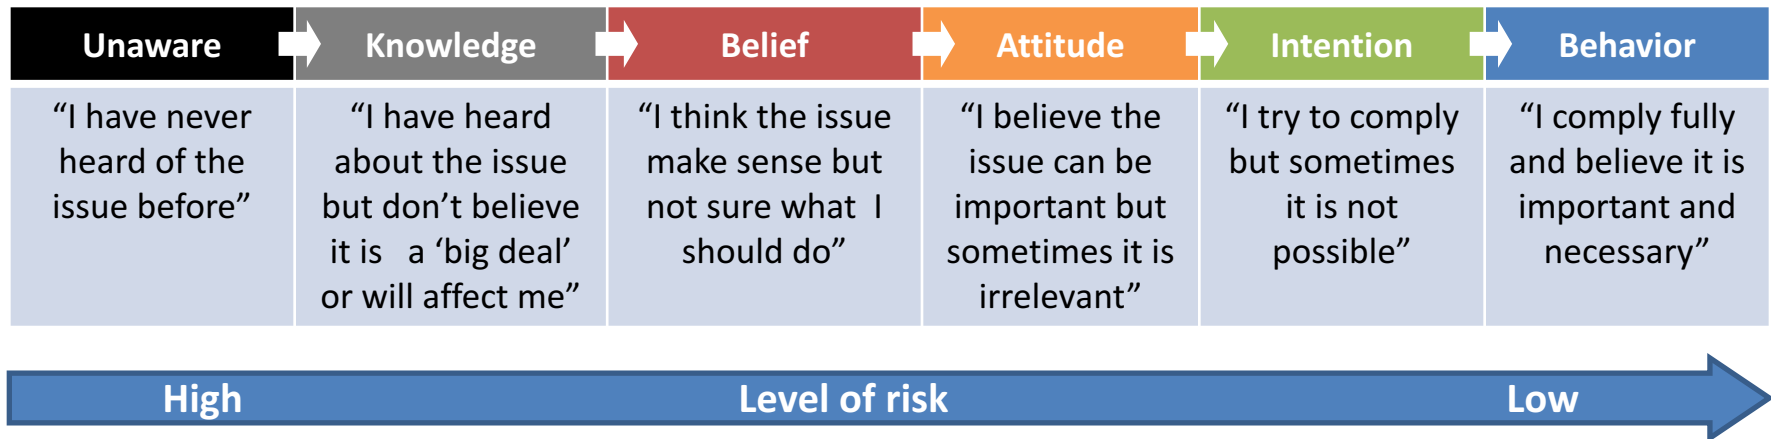 Unaware
Knowledge
Belief
Attitude
Intention
Behavior
“I have never
heard of the
issue before”
“I have heard
about the issue
but don’t believe
it is a ‘big deal’
or will affect me”
“I think the issue
make sense but
not sure what I
should do”
“I believe the
issue can be
important but
sometimes it is
irrelevant”
“I try to comply
but sometimes
it is not
possible”
“I comply fully
and believe it is
important and
necessary”
High
Level of risk
Low